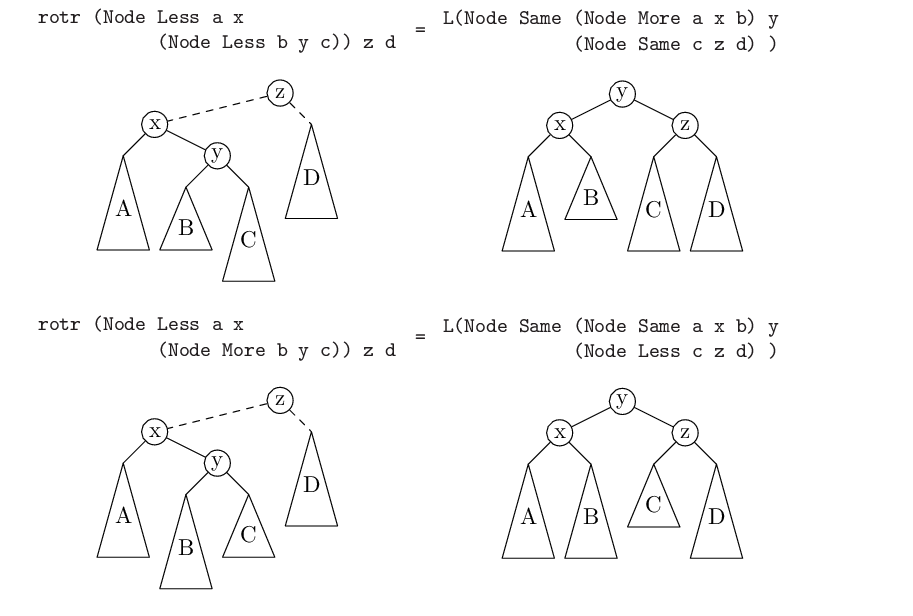 rotr (Node Less a x = L(Node Same (Node More a x b) y
(Node Less b y c)) z d (Node Same c z d) )
z y
x x z
y
D
A B C B A C D
rotr (Node Less a x = L(Node Same (Node Same a x b) y
(Node More b y c)) z d (Node Less c z d) )
z y
x x z
y
D
A B C C A B D